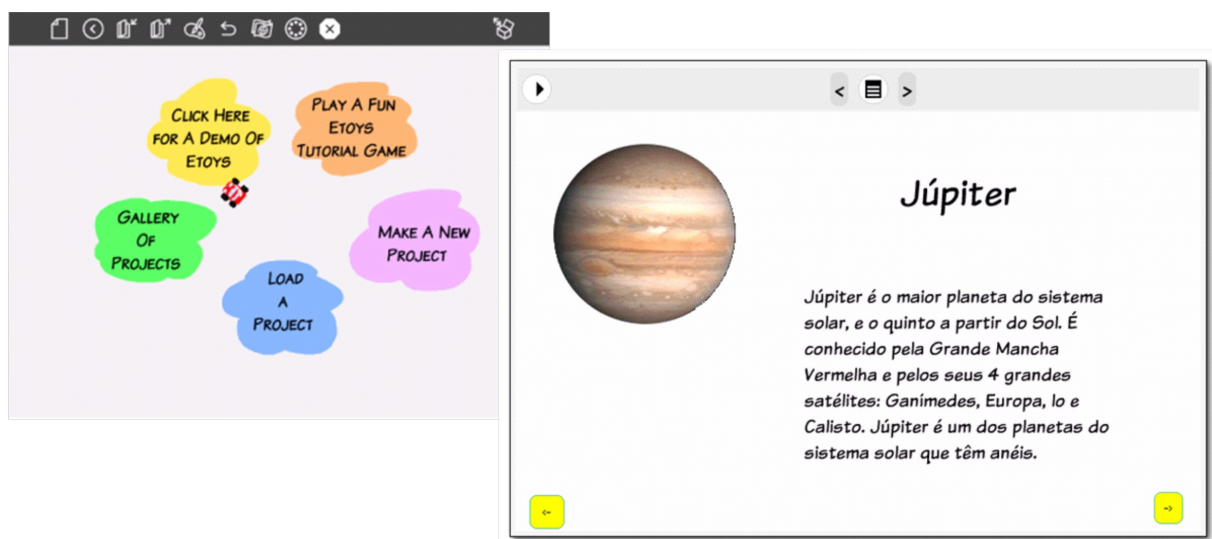 CLICK HERE
FOR A DEMO OF
ETOYS
PLAY A FUN
ETOYS
TUTORIAL GAME
GALLERY
OF
PROJECTS
MAKE A NEW
PROJECT
LOAD
A
PROJECT
< >
Júpiter
Júpiter é o maior planeta do sistema
solar, e o quinto a partir do Sol. É
conhecido pela Grande Mancha
Vermelha e pelos seus 4 grandes
satélites: Ganímedes, Europa, Io e
Calisto. Júpiter é um dos planetas do
sistema solar que têm anéis.
<- ->